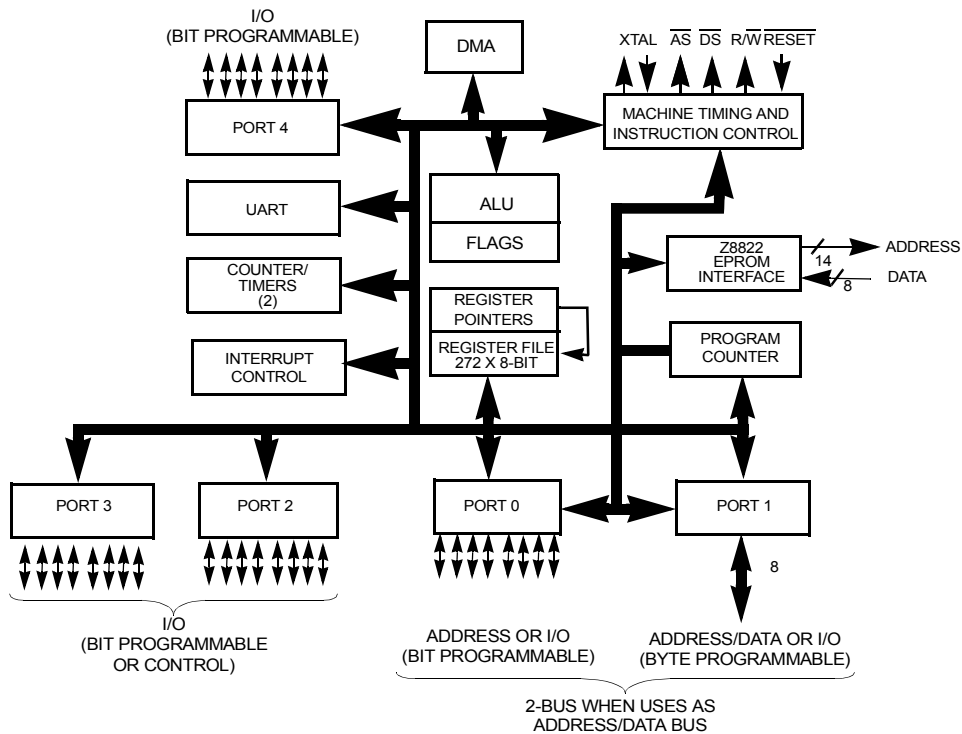 I/O
(BIT PROGRAMMABLE)
DMA
XTAL AS DS R/W RESET
PORT 4
MACHINE TIMING AND
INSTRUCTION CONTROL
UART
ALU
FLAGS
Z8822
EPROM
INTERFACE
ADDRESS
14
DATA
8
COUNTER/
TIMERS
(2)
REGISTER
POINTERS
REGISTER FILE
272 X 8-BIT
PROGRAM
COUNTER
INTERRUPT
CONTROL
PORT 3
PORT 2
PORT 0
PORT 1
8
I/O
(BIT PROGRAMMABLE
OR CONTROL)
ADDRESS OR I/O
(BIT PROGRAMMABLE)
ADDRESS/DATA OR I/O
(BYTE PROGRAMMABLE)
2-BUS WHEN USES AS
ADDRESS/DATA BUS